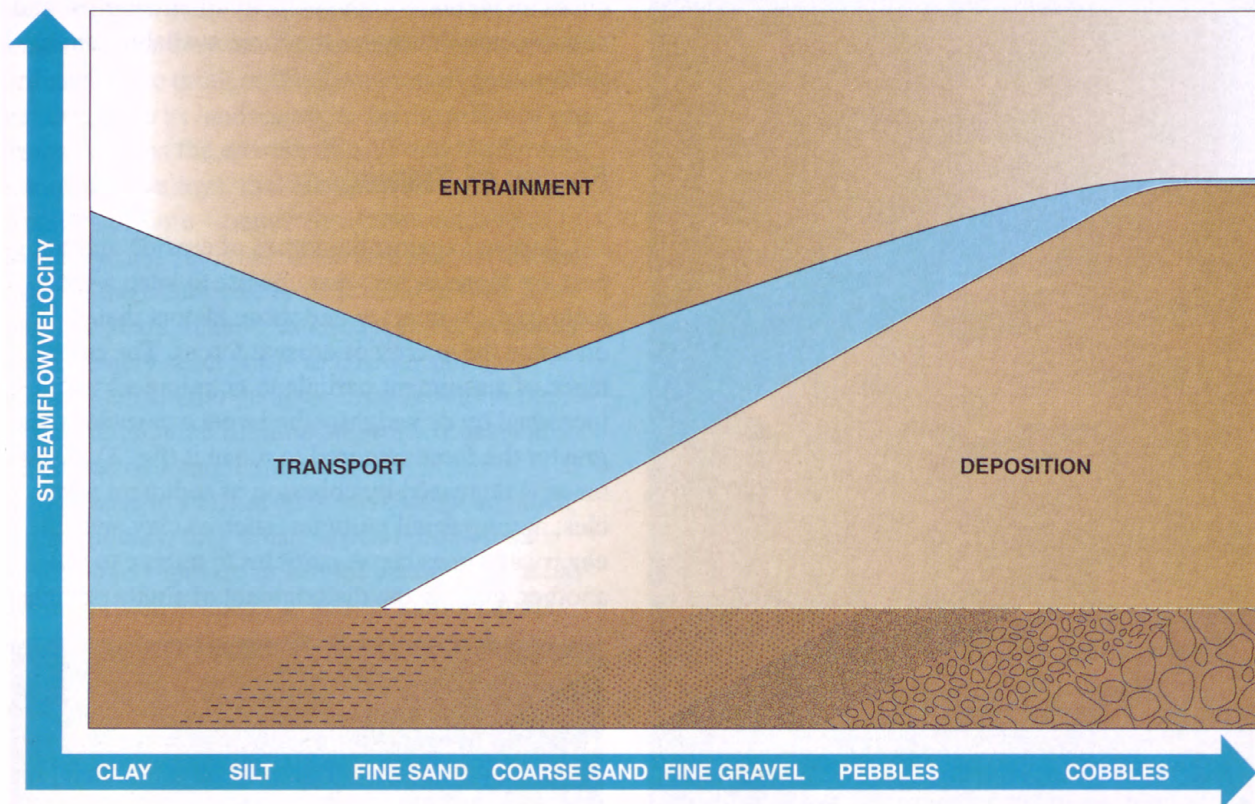 ENTRAINMENT
STREAMFLOW VELOCITY
TRANSPORT
DEPOSITION
CLAY SILT FINE SAND COARSE SAND FINE GRAVEL PEBBLES COBBLES